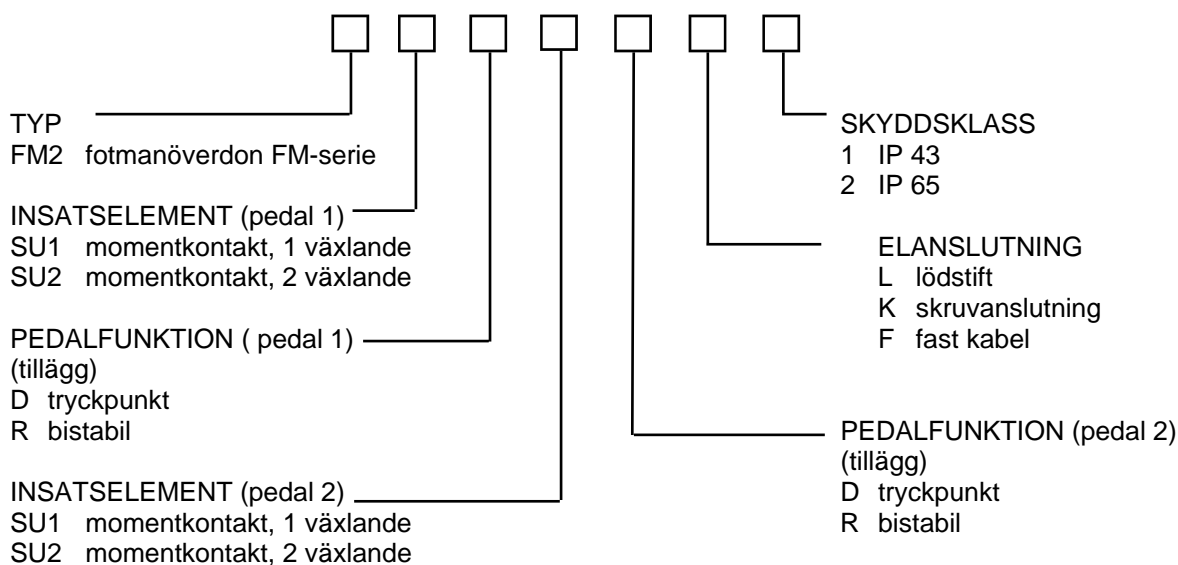 TYP
FM2 fotmanöverdon FM-serie
INSATSELEMENT (pedal 1)
SU1 momentkontakt, 1 växlande
SU2 momentkontakt, 2 växlande
PEDALFUNKTION ( pedal 1)
(tillägg)
D tryckpunkt
R bistabil
INSATSELEMENT (pedal 2)
SU1 momentkontakt, 1 växlande
SU2 momentkontakt, 2 växlande
SKYDDSKLASS
1 IP 43
2 IP 65
ELANSLUTNING
L lödstift
K skruvanslutning
F fast kabel
PEDALFUNKTION (pedal 2)
(tillägg)
D tryckpunkt
R bistabil